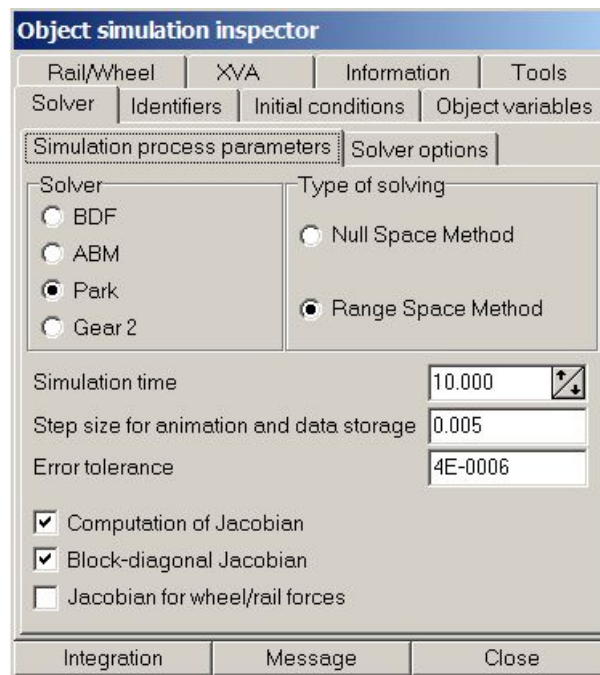 Object simulation inspector
Rail/Wheel XVA Information Tools
Solver Identifiers Initial conditions Object variables
Simulation process parameters Solver options
Solver Type of solving
BDF
Null Space Method
ABM
Park
Range Space Method
Gear 2
Simulation time 10.000
Step size for animation and data storage 0.005
Error tolerance 4E-0006
Computation of Jacobian
Block-diagonal Jacobian
Jacobian for wheel/rail forces
Integration Message Close